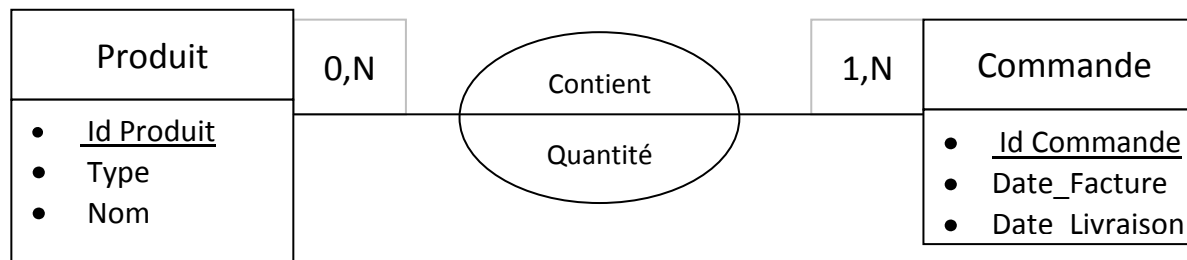 Produit
0,N
Contient
Quantité
1,N
Commande
• Id Produit
• Type
• Nom
• Id Commande
• Date_Facture
• Date_Livraison